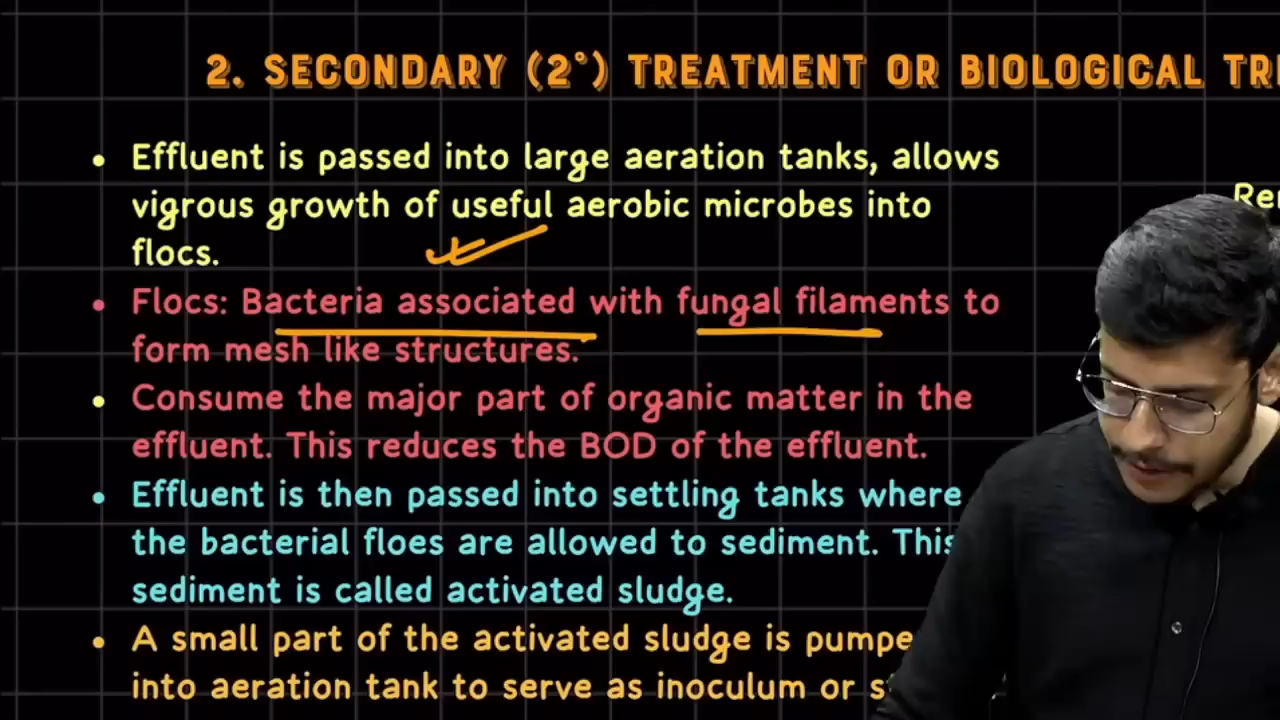 2. SECONDARY (2°) TREATMENT OR BIOLOGICAL
Effluent is passed into large aeration tanks, allows
vigrous growth of useful aerobic microbes into
flocs.
Flocs: Bacteria associated with fungal filaments to
form mesh like structures.
Consume the major part of organic matter in the
effluent. This reduces the BOD of the effluent.
Effluent is then passed into settling tanks where
the bacterial floes are allowed to sediment. This
sediment is called activated sludge.
A small part of the activated sludge is
into aeration tank to serve as inoculum or